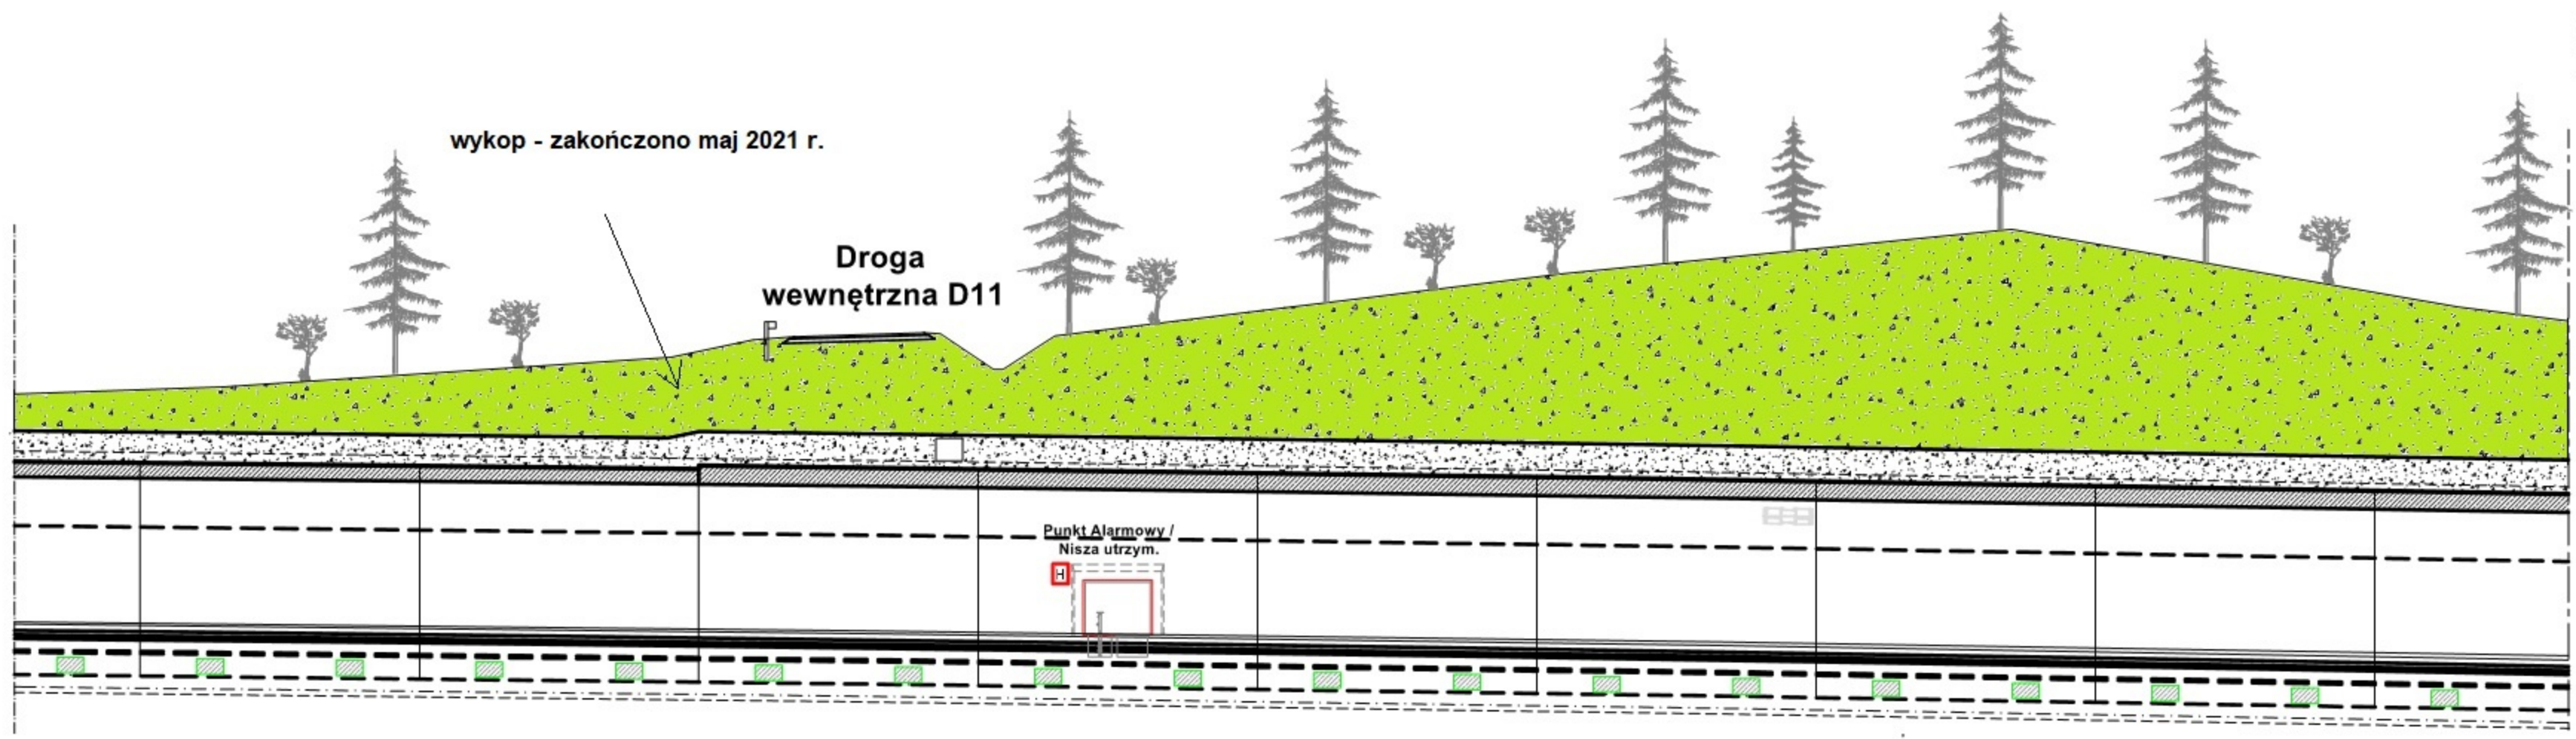 wykop - zakończono maj 2021 r.
Droga
wewnętrzna D11
Punkt Alarmowy /
Nisza utrzym.
H